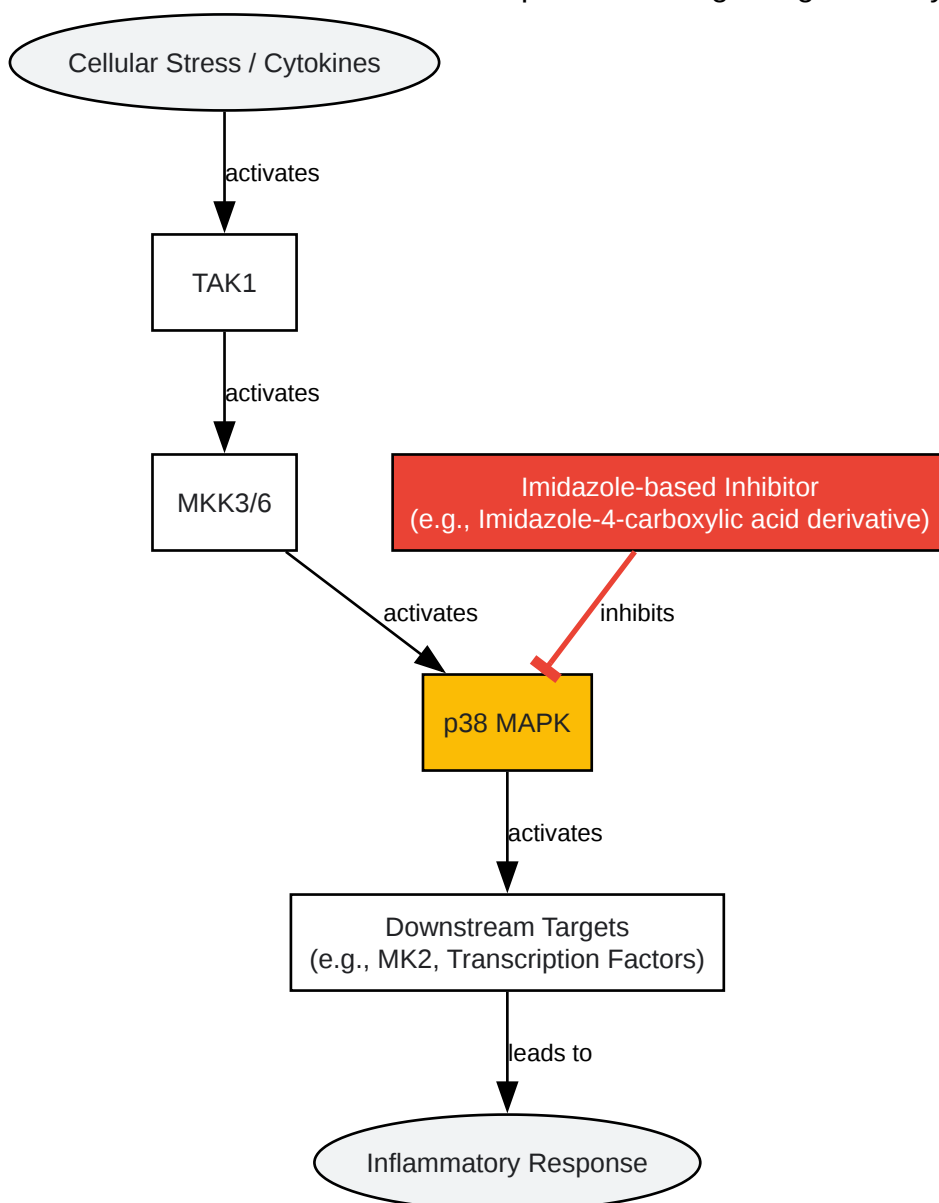 Cellular Stress / Cytokines
activates
TAK1
activates
MKK3/6
Imidazole-based Inhibitor
(e.g., Imidazole-4-carboxylic acid derivative)
activates
inhibits
p38 MAPK
activates
Downstream Targets
(e.g., MK2, Transcription Factors)
leads to
Inflammatory Response